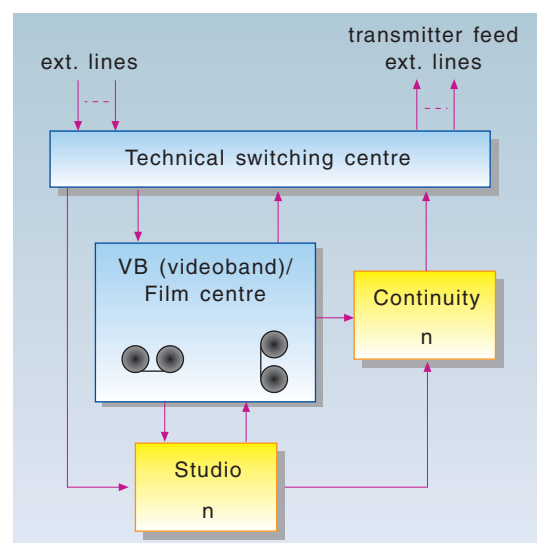 transmitter feed
ext. lines
ext. lines
Technical switching centre
VB (videoband)/
Film centre
Continuity
n
Studio
n